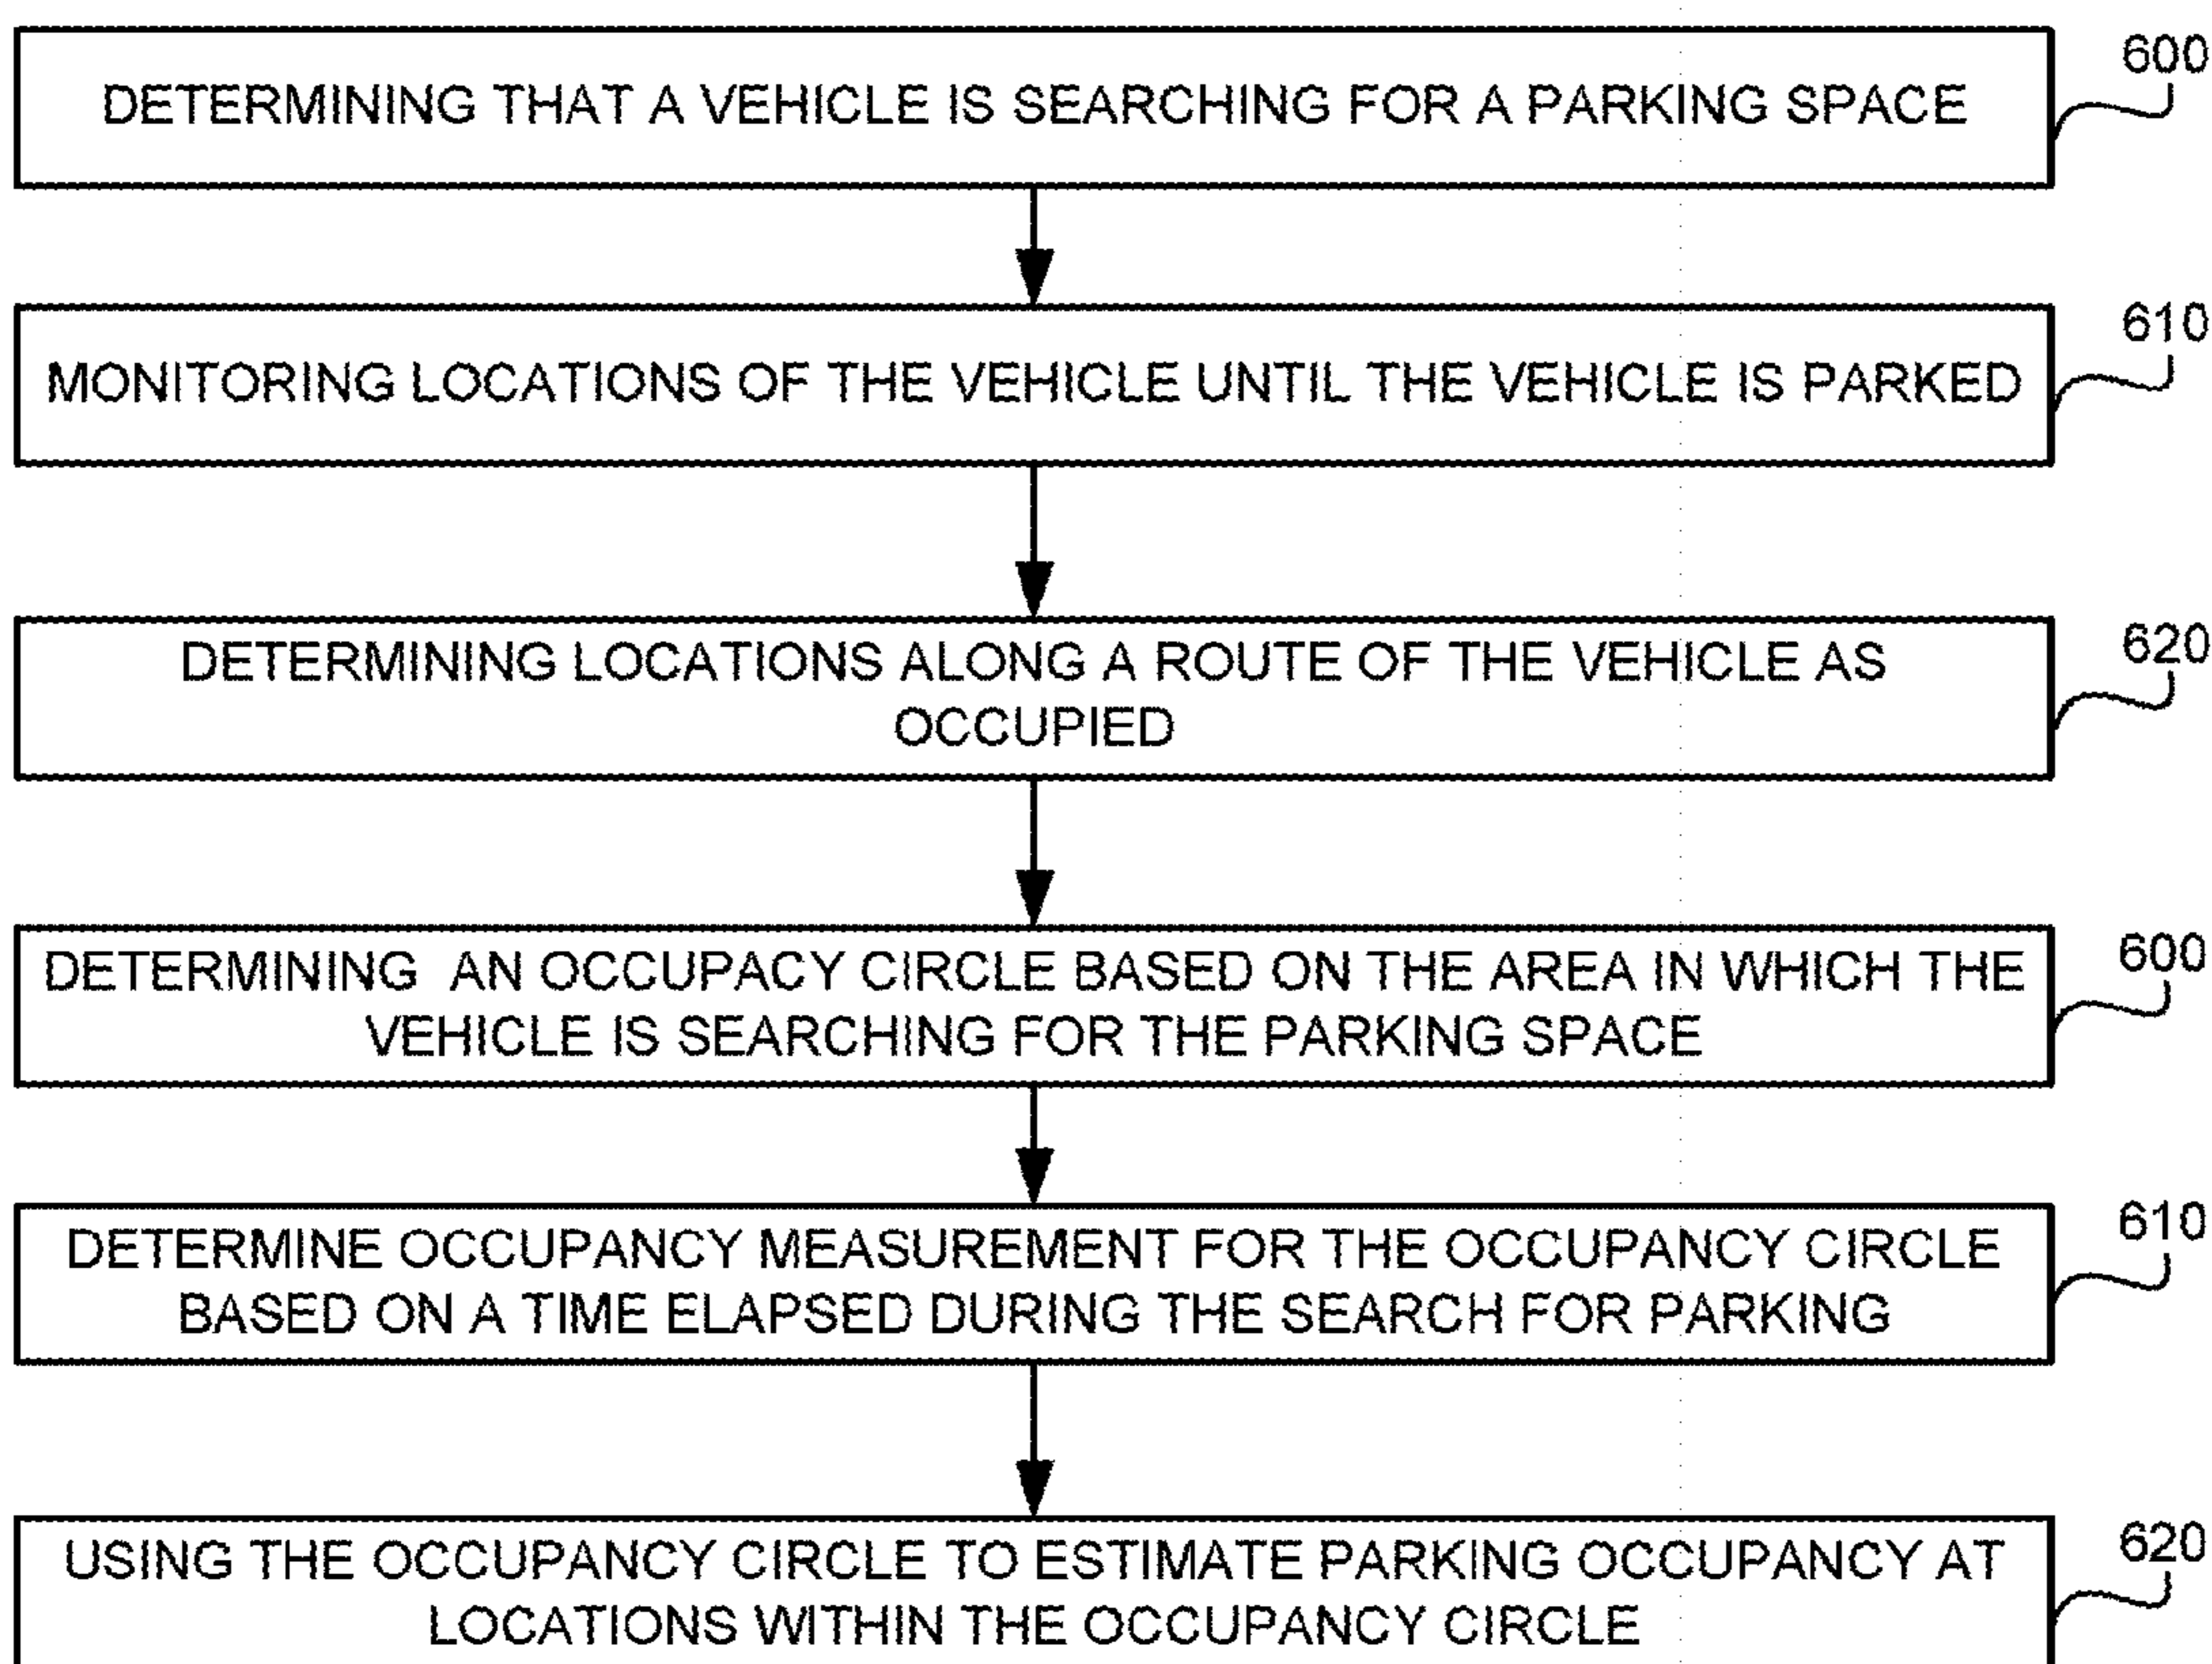 DETERMINING THAT A VEHICLE IS SEARCHING FOR A PARKING SPACE
600
MONITORING LOCATIONS OF THE VEHICLE UNTIL THE VEHICLE IS PARKED
610
DETERMINING LOCATIONS ALONG A ROUTE OF THE VEHICLE AS
OCCUPIED
620
DETERMINING AN OCCUPACY CIRCLE BASED ON THE AREA IN WHICH THE
VEHICLE IS SEARCHING FOR THE PARKING SPACE
600
DETERMINE OCCUPANCY MEASUREMENT FOR THE OCCUPANCY CIRCLE
BASED ON A TIME ELAPSED DURING THE SEARCH FOR PARKING
610
USING THE OCCUPANCY CIRCLE TO ESTIMATE PARKING OCCUPANCY AT
LOCATIONS WITHIN THE OCCUPANCY CIRCLE
620